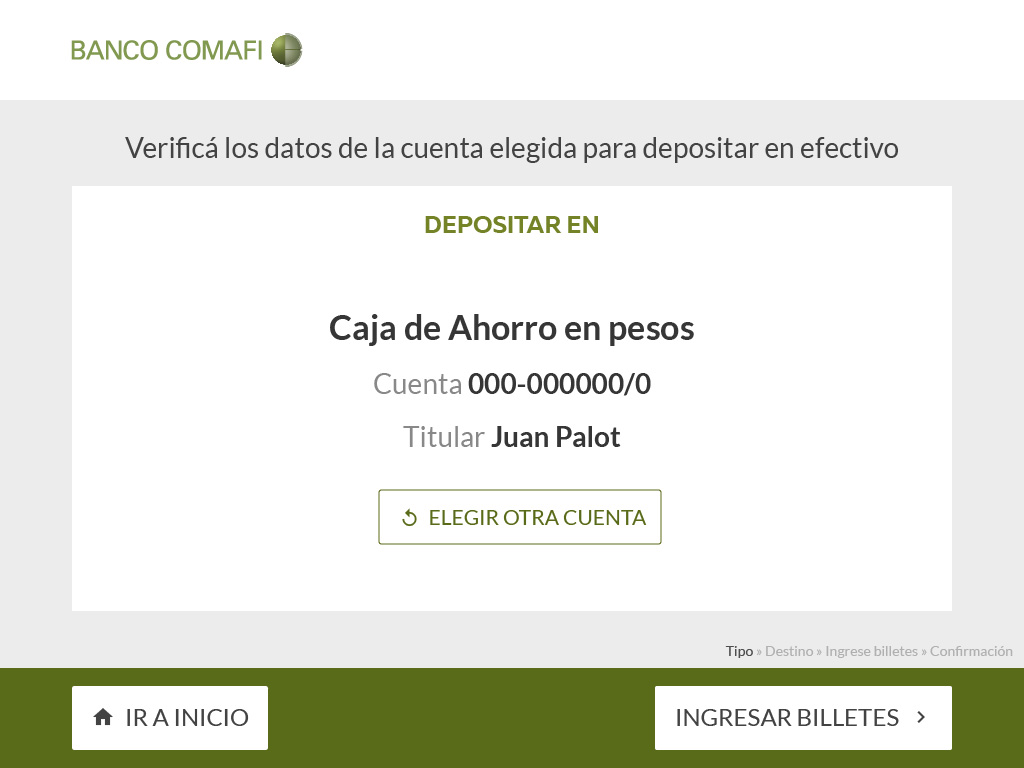 BANCO COMAFI
Verificá los datos de la cuenta elegida para depositar en efectivo
DEPOSITAR EN
Caja de Ahorro en pesos
Cuenta 000-000000/0
Titular Juan Palot
ELEGIR OTRA CUENTA
Tipo » Destino » Ingrese billetes » Confirmación
IR A INICIO
INGRESAR BILLETES